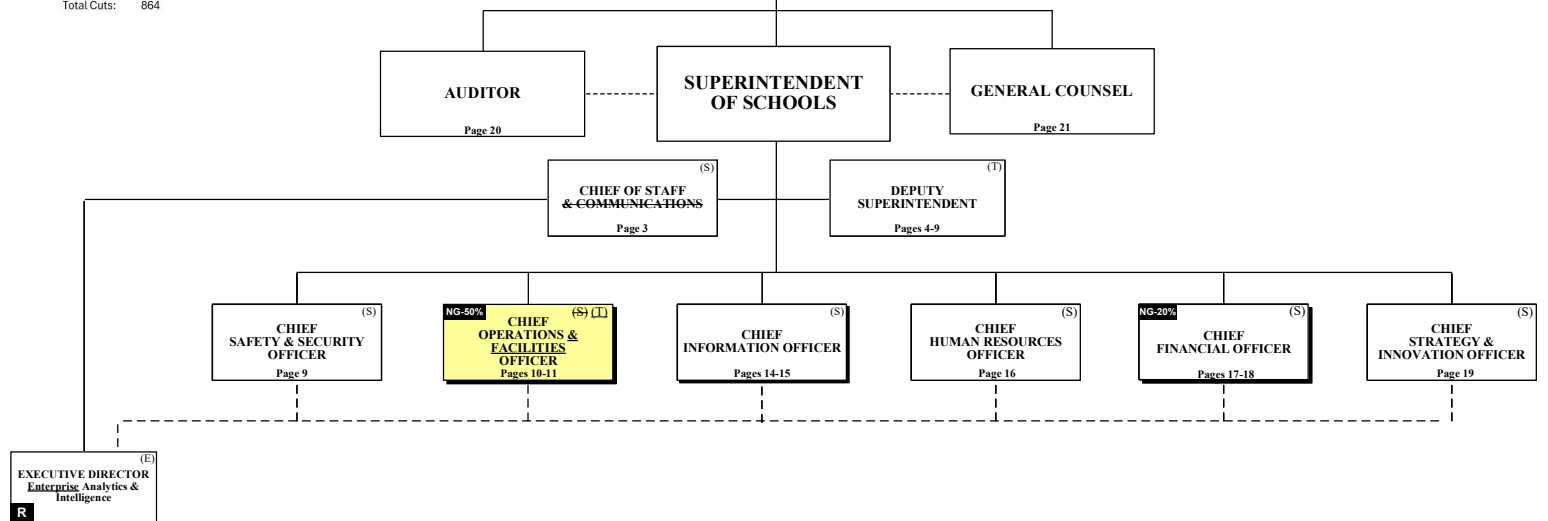 Total Cuts: 864
AUDITOR
Page 20
SUPERINTENDENT
OF SCHOOLS
GENERAL COUNSEL
Page 21
(S)
CHIEF OF STAFF
& COMMUNICATIONS
Page 3
(T)
DEPUTY
SUPERINTENDENT
Pages 4-9
(S)
CHIEF
SAFETY & SECURITY
OFFICER
Page 9
NG-50% (S) (T)
CHIEF
OPERATIONS &
FACILITIES
OFFICER
Pages 10-11
(S)
CHIEF
INFORMATION OFFICER
Pages 14-15
(S)
CHIEF
HUMAN RESOURCES
OFFICER
Page 16
NG-20% (S)
CHIEF
FINANCIAL OFFICER
Pages 17-18
(S)
CHIEF
STRATEGY &
INNOVATION OFFICER
Page 19
(E)
EXECUTIVE DIRECTOR
Enterprise Analytics &
Intelligence
R